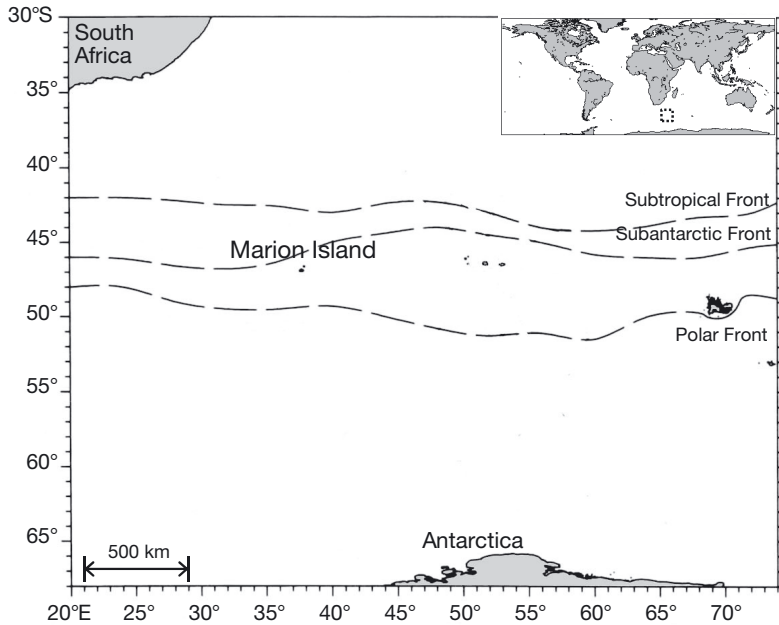 30°S
South
Africa
35°
40°
Subtropical Front
Subantarctic Front
45°
Marion Island
50°
Polar Front
55°
60°
65°
Antarctica
500 km
20°E 25° 30° 35° 40° 45° 50° 55° 60° 65° 70°